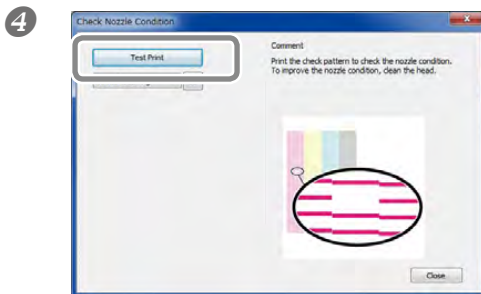 4
Check Nozzle Condition
Test Print
Comment
Print the check pattern to check the nozzle condition.
To improve the nozzle condition, clean the head.
Close